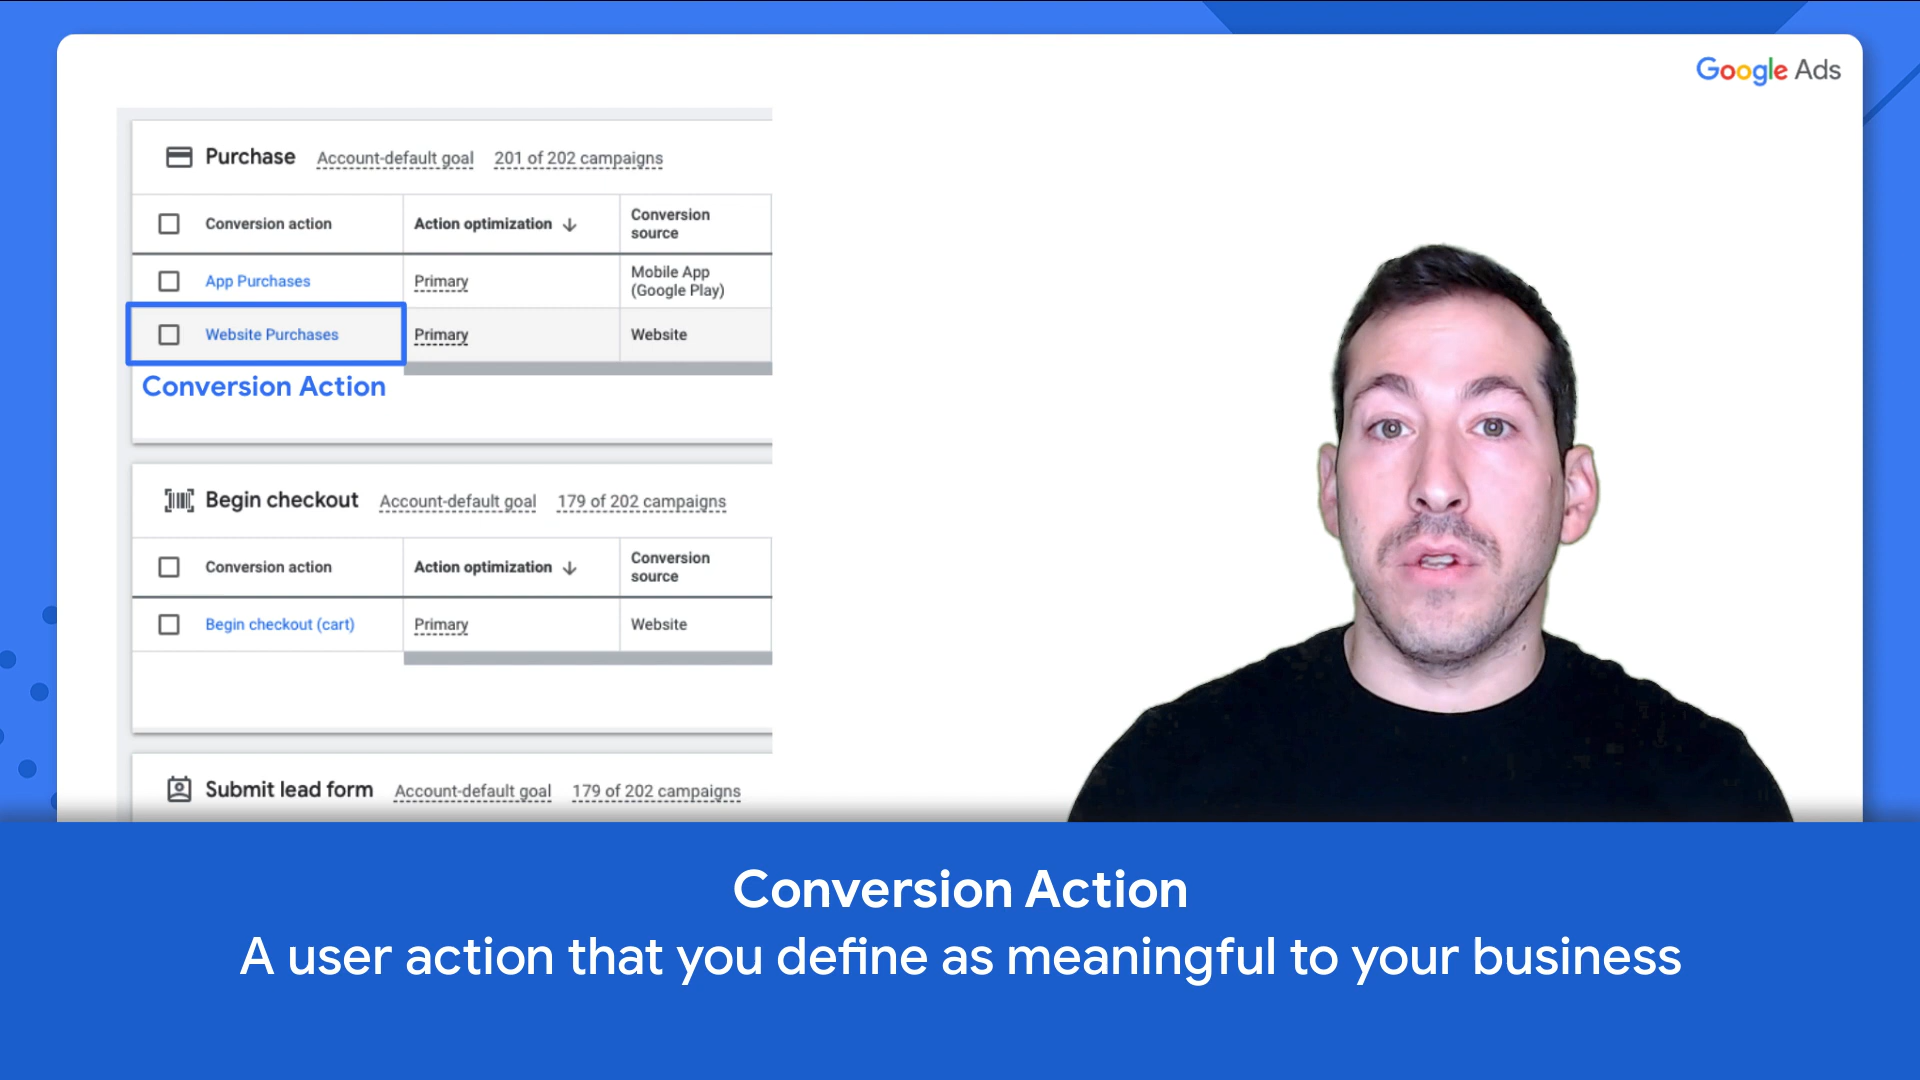 Google Ads
Purchase Account-default goal 201 of 202 campaigns
Conversion action Action optimization Conversion source
App Purchases Primary Mobile App (Google Play)
Website Purchases Primary Website
Conversion Action
Begin checkout Account-default goal 179 of 202 campaigns
Conversion action Action optimization Conversion source
Begin checkout (cart) Primary Website
Submit lead form Account-default goal 179 of 202 campaigns
Conversion Action
A user action that you define as meaningful to your business